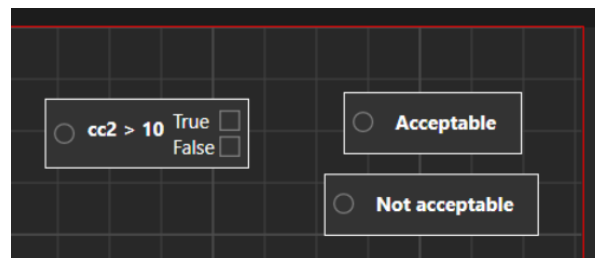 cc2 > 10
True
False
Acceptable
Not acceptable